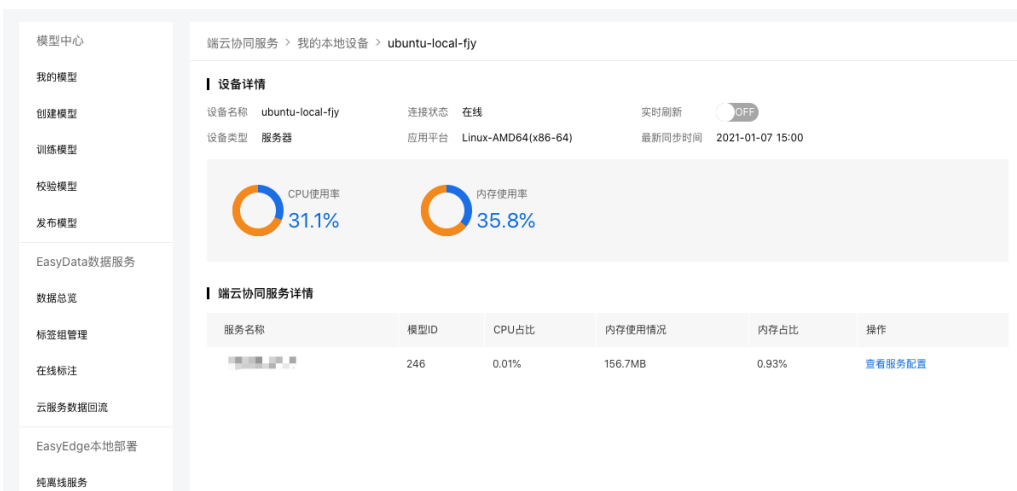 模型中心
我的模型
创建模型
训练模型
校验模型
发布模型
EasyData数据服务
数据总览
标签组管理
在线标注
云服务数据回流
EasyEdge本地部署
纯离线服务
端云协同服务 > 我的本地设备 > ubuntu-local-fjy
设备详情
设备名称 ubuntu-local-fjy 连接状态 在线 实时刷新 OFF
设备类型 服务器 应用平台 Linux-AMD64(x86-64) 最新同步时间 2021-01-07 15:00
CPU使用率 内存使用率
31.1% 35.8%
端云协同服务详情
服务名称 模型ID CPU占比 内存使用情况 内存占比 操作
246 0.01% 156.7MB 0.93% 查看服务配置